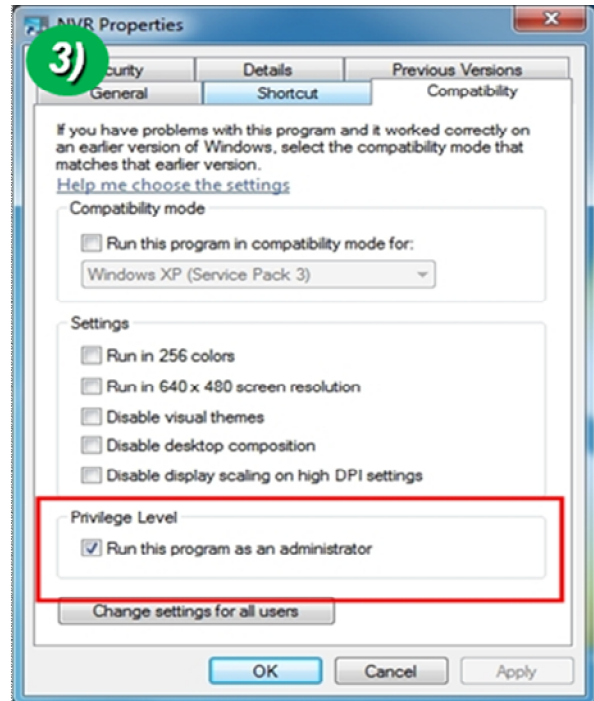 NVR Properties
3)
curity
Details
Previous Versions
General
Shortcut
Compatibility
If you have problems with this program and it worked correctly on
an earlier version of Windows, select the compatibility mode that
matches that earlier version.
Help me choose the settings
Compatibility mode
Run this program in compatibility mode for:
Windows XP (Service Pack 3)
Settings
Run in 256 colors
Run in 640 x 480 screen resolution
Disable visual themes
Disable desktop composition
Disable display scaling on high DPI settings
Privilege Level
Run this program as an administrator
Change settings for all users
OK
Cancel
Apply